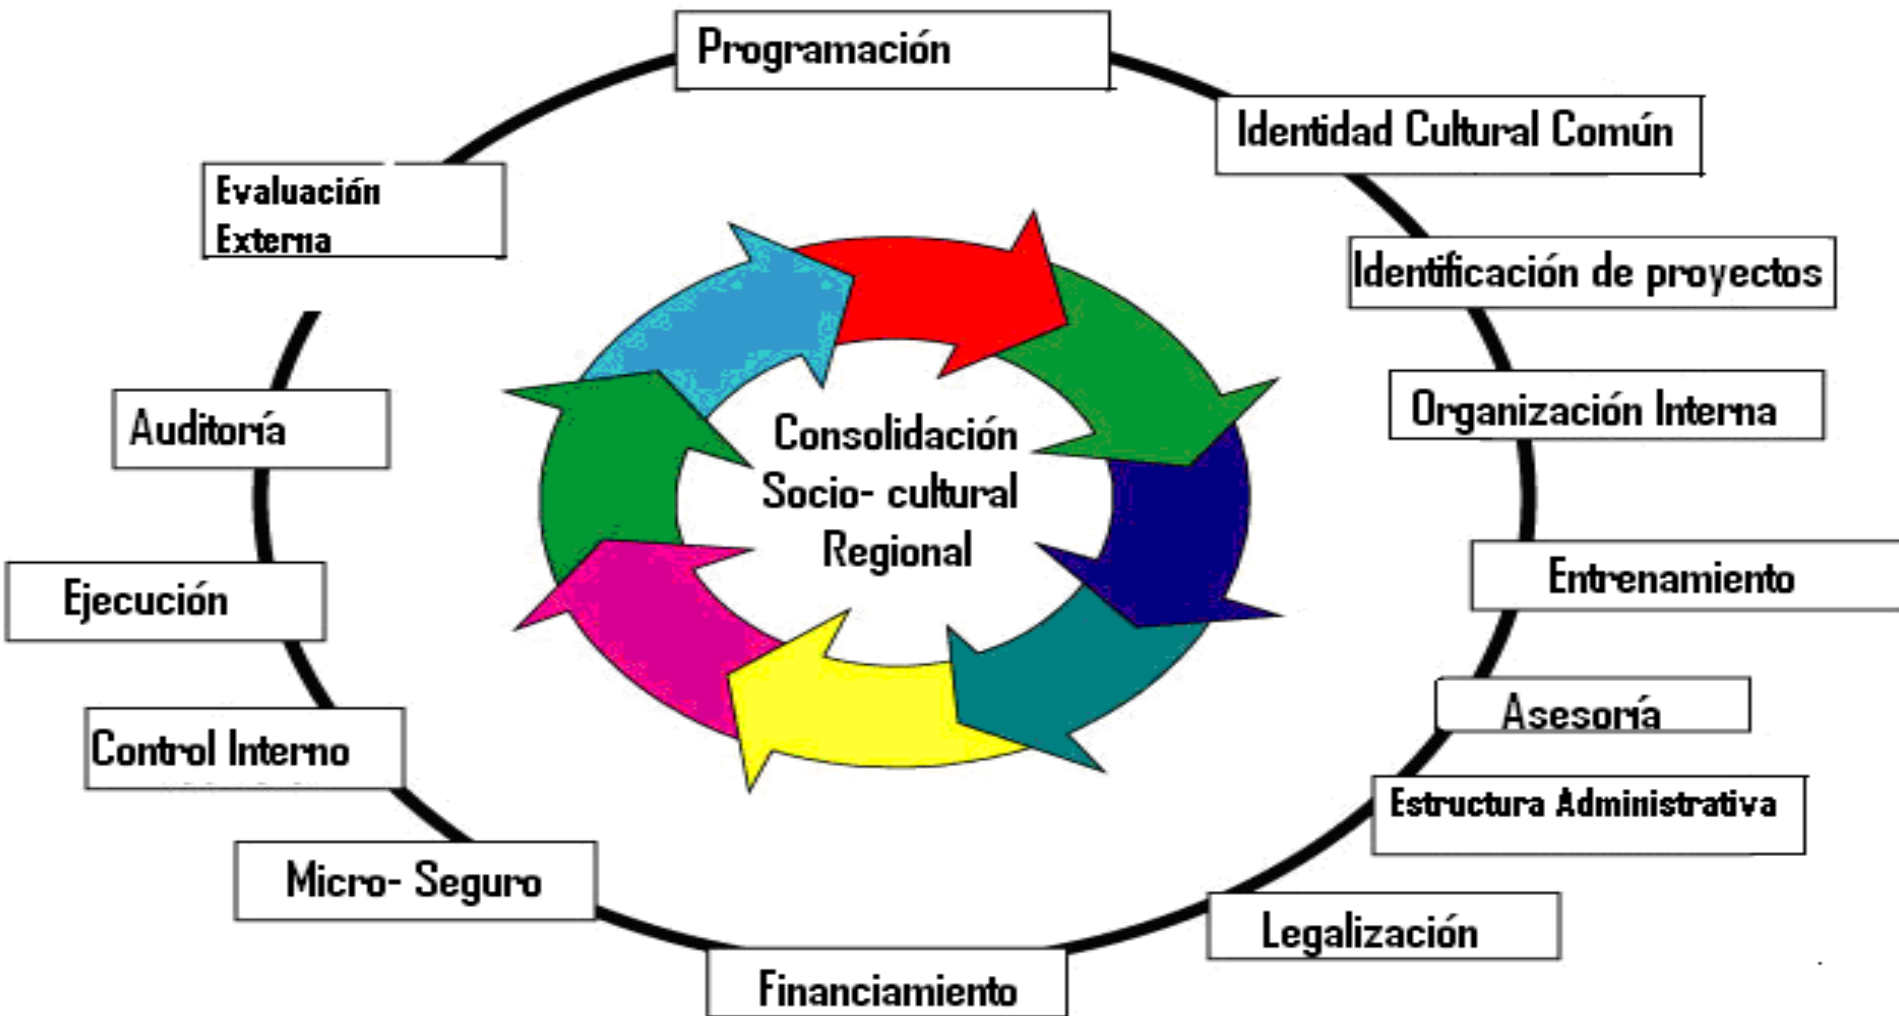 Programación
Identidad Cultural Común
Identificación de proyectos
Organización Interna
Entrenamiento
Asesoría
Estructura Administrativa
Legalización
Financiamiento
Micro- Seguro
Control Interno
Ejecución
Auditoría
Evaluación
Externa
Consolidación
Socio- cultural
Regional